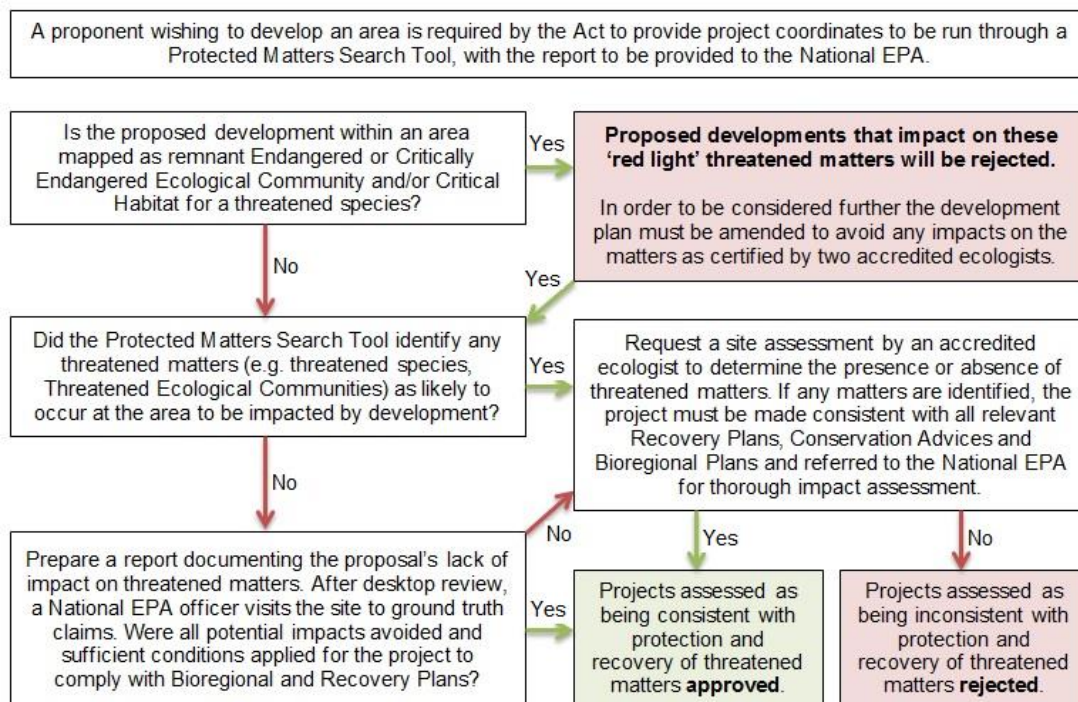 A proponent wishing to develop an area is required by the Act to provide project coordinates to be run through a
Protected Matters Search Tool, with the report to be provided to the National EPA.
Is the proposed development within an area
mapped as remnant Endangered or Critically
Endangered Ecological Community and/or Critical
Habitat for a threatened species?
Yes
Proposed developments that impact on these
‘red light’ threatened matters will be rejected.
In order to be considered further the development
plan must be amended to avoid any impacts on the
matters as certified by two accredited ecologists.
No
Yes
Did the Protected Matters Search Tool identify any
threatened matters (e.g. threatened species,
Threatened Ecological Communities) as likely to
occur at the area to be impacted by development?
Yes
Request a site assessment by an accredited
ecologist to determine the presence or absence of
threatened matters. If any matters are identified, the
project must be made consistent with all relevant
Recovery Plans, Conservation Advices and
Bioregional Plans and referred to the National EPA
for thorough impact assessment.
No
No
Yes
No
Prepare a report documenting the proposal’s lack of
impact on threatened matters. After desktop review,
a National EPA officer visits the site to ground truth
claims. Were all potential impacts avoided and
sufficient conditions applied for the project to
comply with Bioregional and Recovery Plans?
Yes
Projects assessed as
being consistent with
protection and
recovery of threatened
matters approved.
Projects assessed as
being inconsistent with
protection and
recovery of threatened
matters rejected.